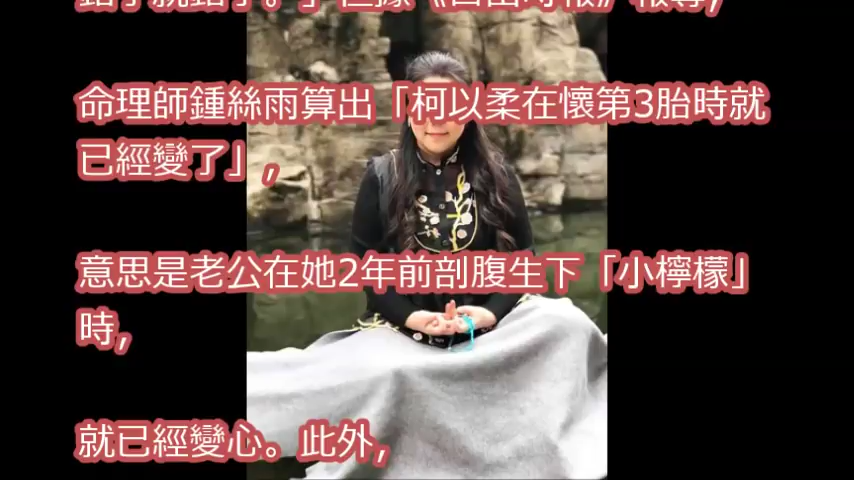 命理師鍾絲雨算出「柯以柔在懷第3胎時就
已經變了」,
意思是老公在她2年前剖腹生下「小檸檬」
時,
就已經變心。此外,